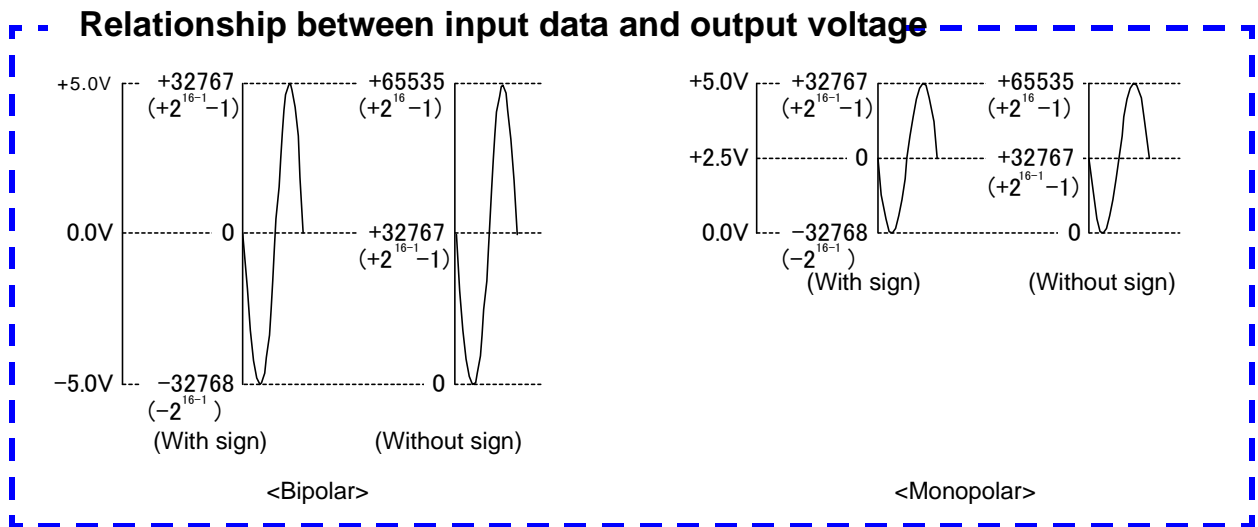 Relationship between input data and output voltage
+5.0V
+32767
(+2^16-1 −1)
+65535
(+2^16 −1)
0.0V
0
+32767
(+2^16-1 −1)
−5.0V
−32768
(−2^16-1 )
0
(With sign)
(Without sign)
<Bipolar>
+5.0V
+32767
(+2^16-1 −1)
+65535
(+2^16 −1)
+2.5V
0
+32767
(+2^16-1 −1)
0.0V
−32768
(−2^16-1 )
0
(With sign)
(Without sign)
<Monopolar>